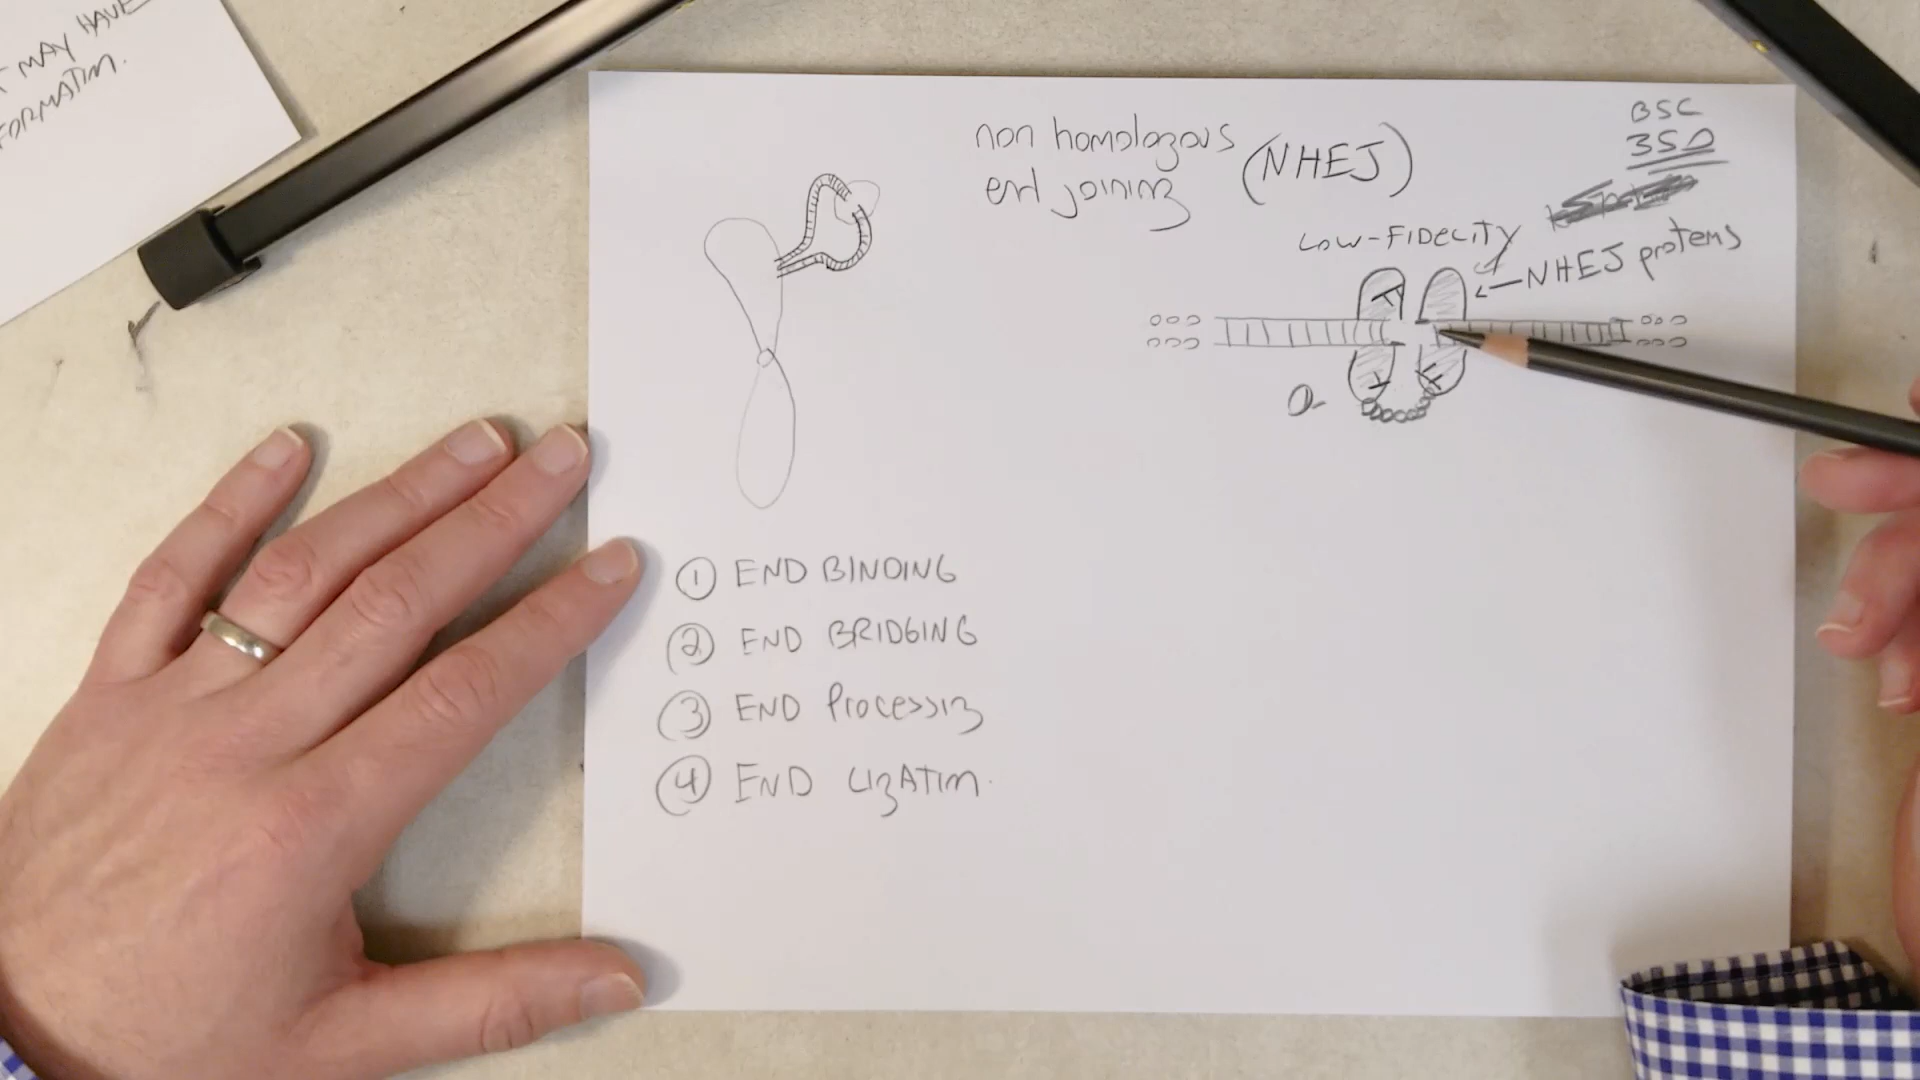 MAY HAVE
FORMATIM.
non homologous
end joining
(NHEJ)
BSC
350
LOW-FIDELITY
NHEJ proteins
1 END BINDING
2 END BRIDGING
3 END Processing
4 END LIGATIM.